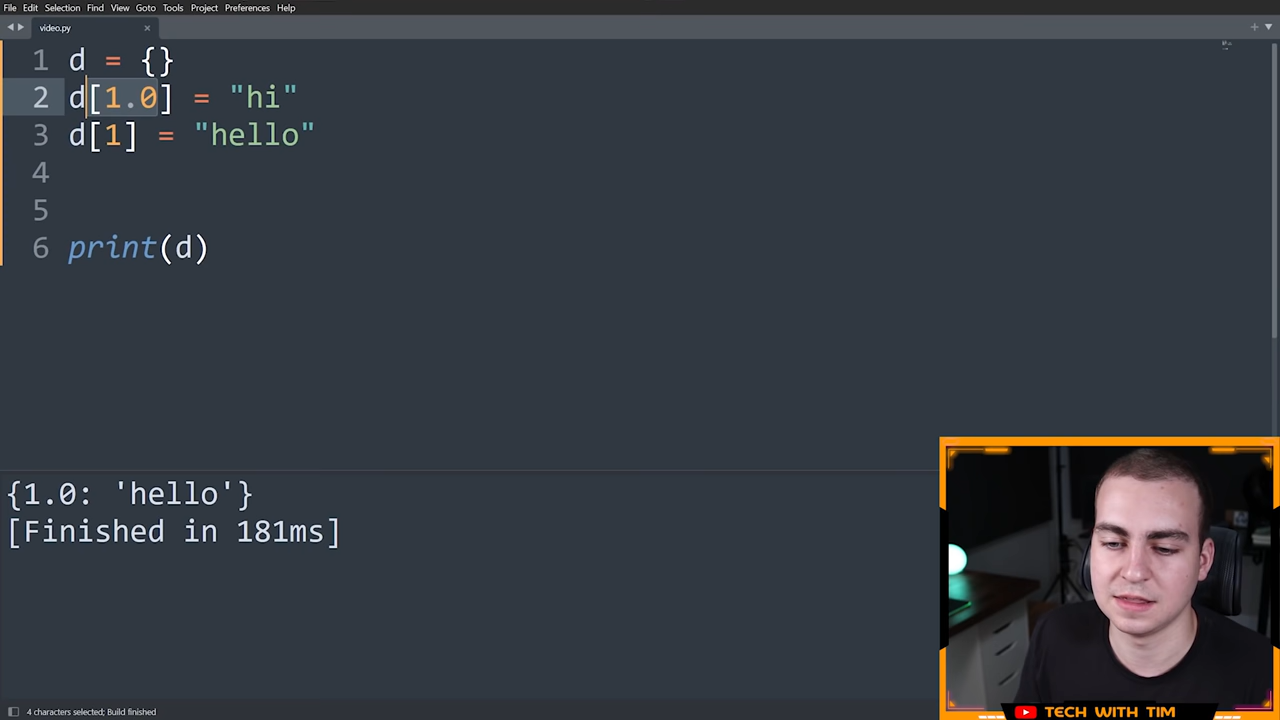 File Edit Selection Find View Goto Tools Project Preferences Help
video.py
1 d = {}
2 d[1.0] = "hi"
3 d[1] = "hello"
4
5
6 print(d)
{1.0: 'hello'}
[Finished in 181ms]
4 characters selected; Build finished
TECH WITH TIM